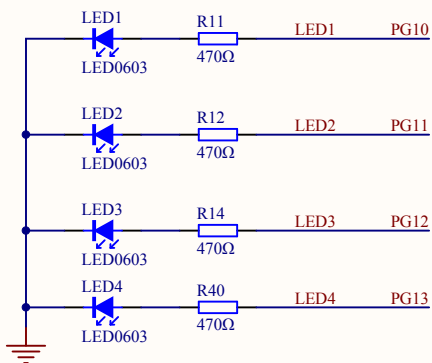 LED1 R11 LED1 PG10
LED0603 470Ω
LED2 R12 LED2 PG11
LED0603 470Ω
LED3 R14 LED3 PG12
LED0603 470Ω
LED4 R40 LED4 PG13
LED0603 470Ω